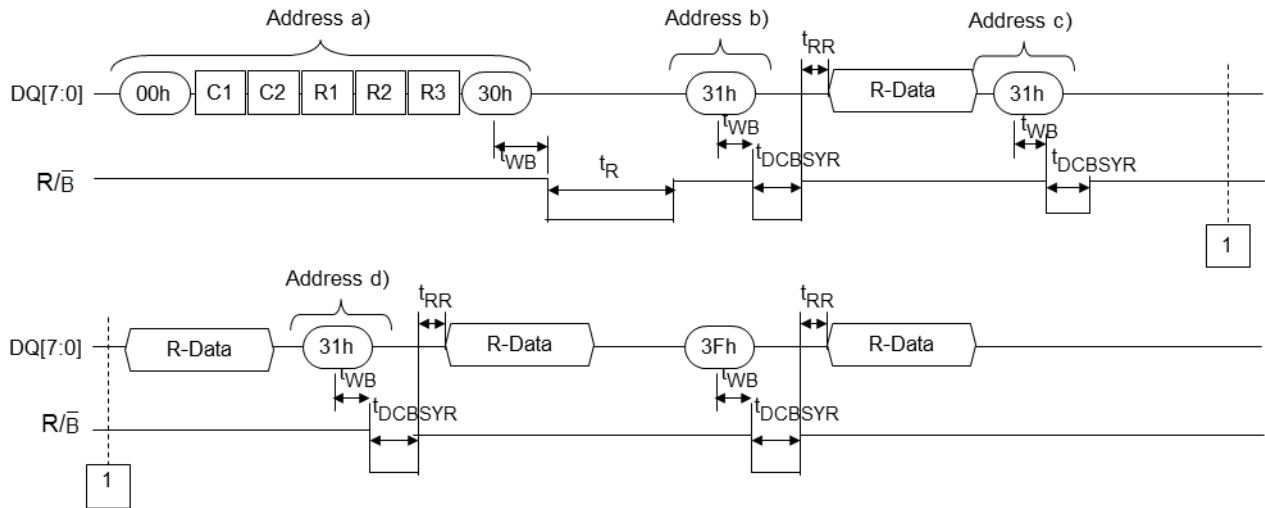 Address a)
Address b)
Address c)
tRR
DQ[7:0] 00h C1 C2 R1 R2 R3 30h 31h R-Data 31h
tWB tWB tWB
tR tDCBSYR tDCBSYR
R/B̅
1
Address d)
tRR tRR
DQ[7:0] R-Data 31h R-Data 3Fh R-Data
tWB tWB
tDCBSYR tDCBSYR
R/B̅
1